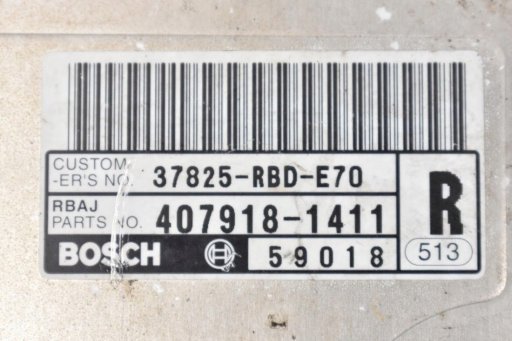 CUSTOM
-ER'S NO. 37825-RBD-E70
RBAJ
PARTS NO. 407918-1411
R
BOSCH 59018
513